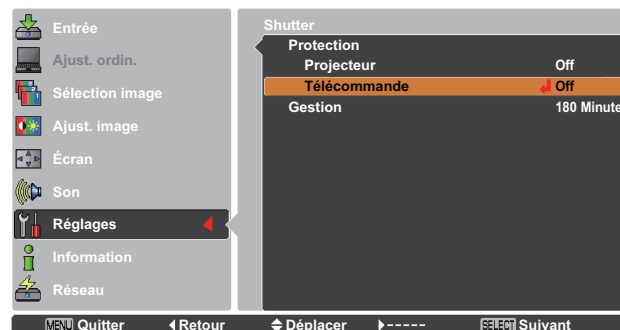 Entrée
Ajust. ordin.
Sélection image
Ajust. image
Écran
Son
Réglages
Information
Réseau
Shutter
Protection
Projecteur Off
Télécommande Off
Gestion 180 Minute
MENU Quitter Retour Déplacer ----- SELECT Suivant